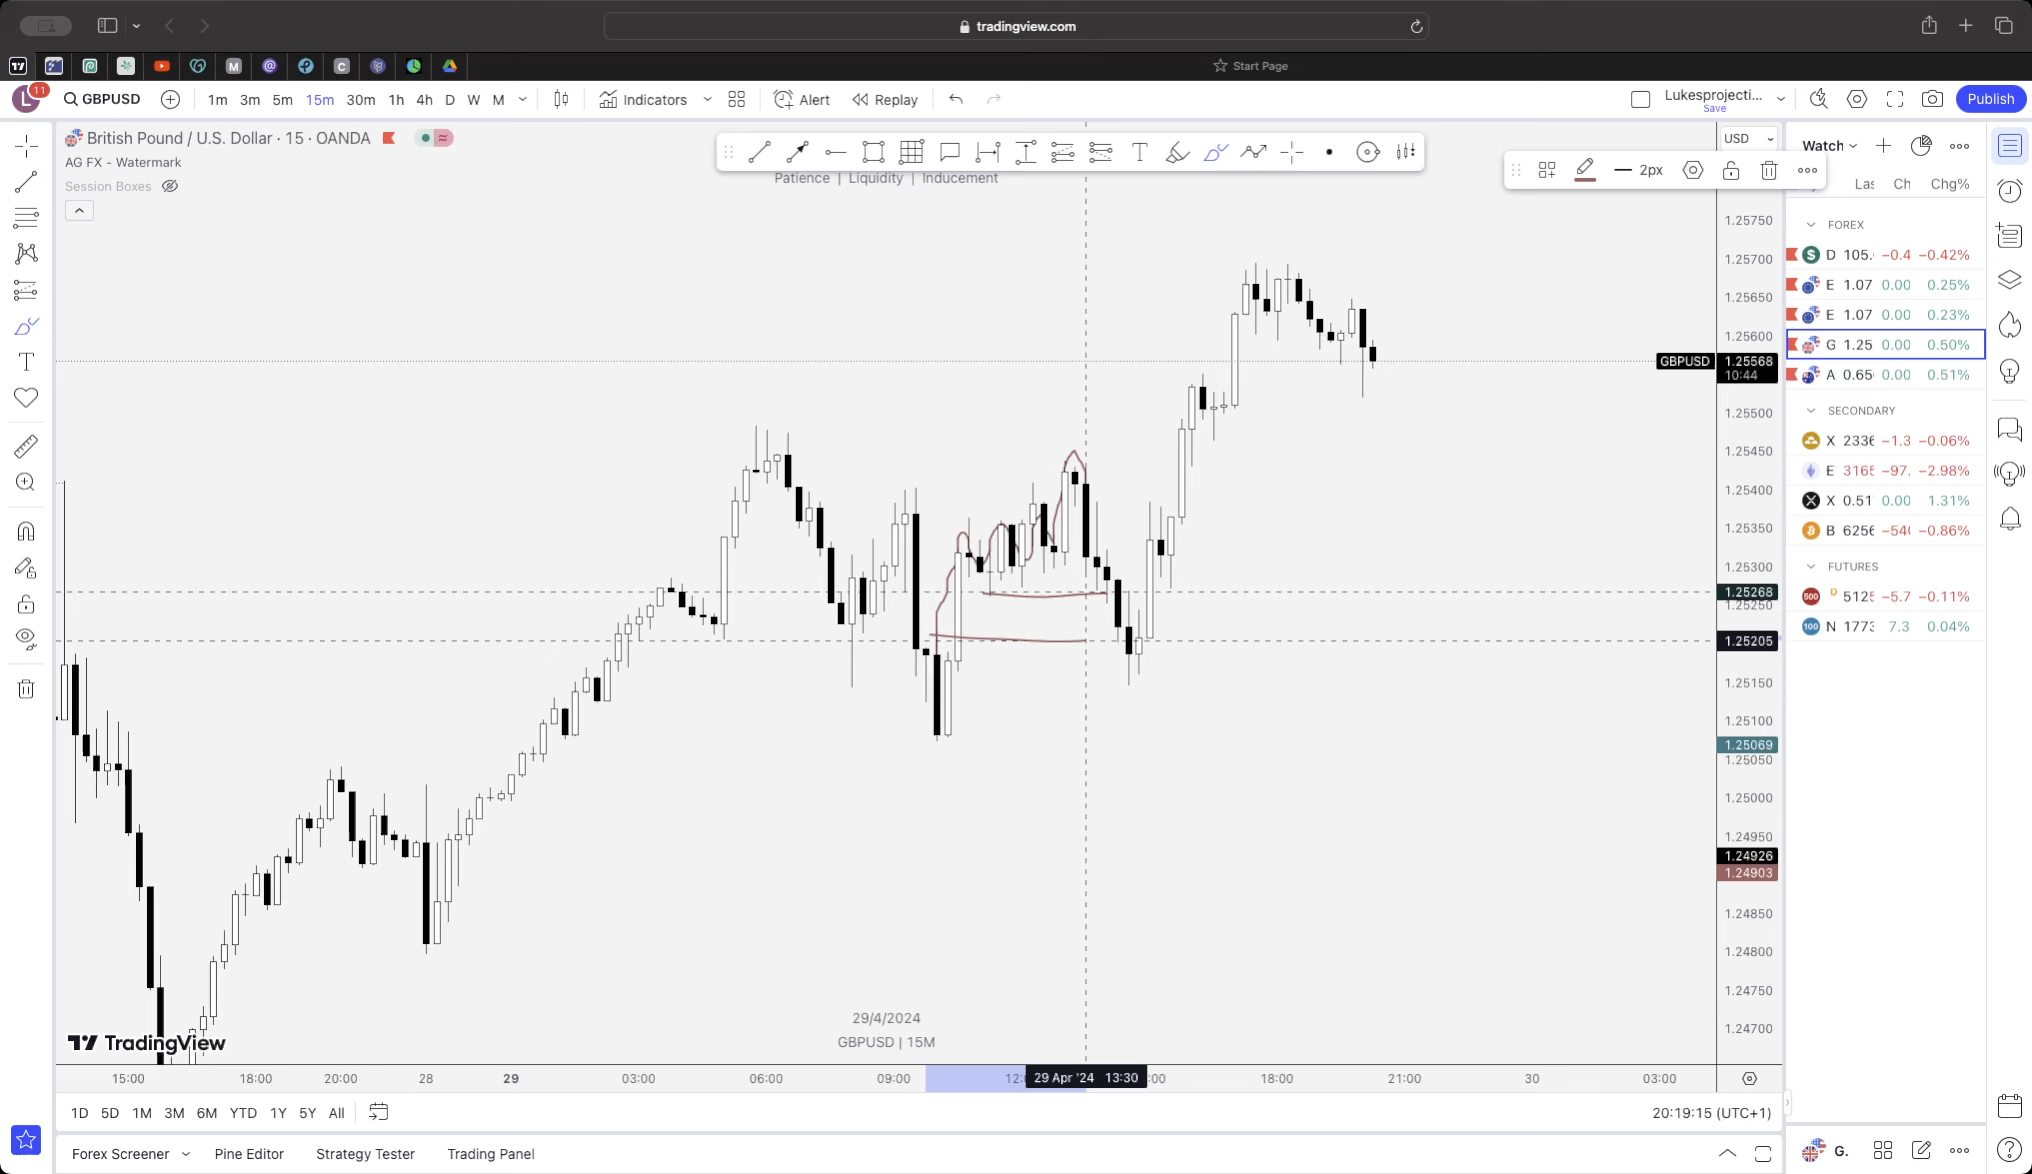 tradingview.com
Start Page
L 11 GBPUSD 1m 3m 5m 15m 30m 1h 4h D W M Indicators Alert Replay Lukesprojecti... Save Publish
British Pound / U.S. Dollar · 15 · OANDA
AG FX - Watermark
Session Boxes
Patience | Liquidity | Inducement
2px
USD
1.25750
1.25700
1.25650
1.25600
GBPUSD 1.25568
10:44
1.25500
1.25450
1.25400
1.25350
1.25300
1.25268
1.25250
1.25205
1.25150
1.25100
1.25069
1.25050
1.25000
1.24950
1.24926
1.24903
1.24850
1.24800
1.24750
1.24700
Watch
Las Ch Chg%
FOREX
D 105. −0.4 −0.42%
E 1.07 0.00 0.25%
E 1.07 0.00 0.23%
G 1.25 0.00 0.50%
A 0.65 0.00 0.51%
SECONDARY
X 2336 −1.3 −0.06%
E 3165 −97. −2.98%
X 0.51 0.00 1.31%
B 6256 −540 −0.86%
FUTURES
500 D 5125 −5.7 −0.11%
100 N 1773 7.3 0.04%
29/4/2024
GBPUSD | 15M
TradingView
15:00 18:00 20:00 28 29 03:00 06:00 09:00 29 Apr '24 13:30 18:00 21:00 30 03:00
1D 5D 1M 3M 6M YTD 1Y 5Y All 20:19:15 (UTC+1)
Forex Screener Pine Editor Strategy Tester Trading Panel G.